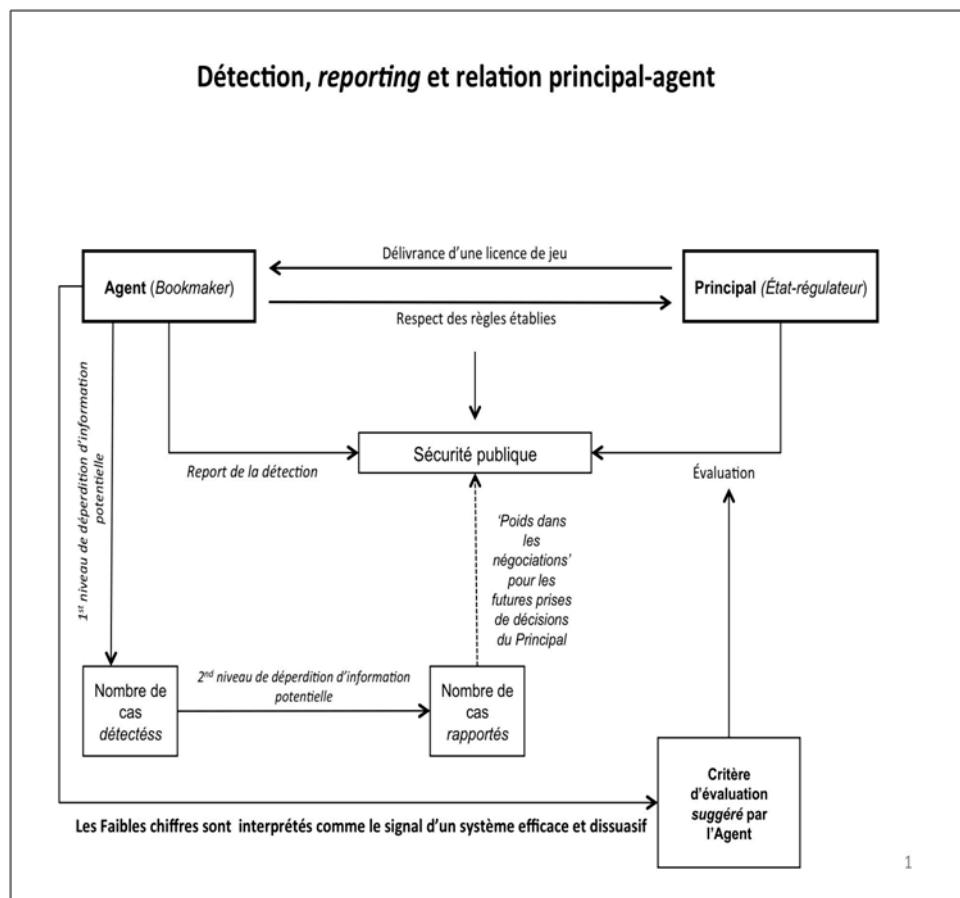 Détection, reporting et relation principal-agent
Délivrance d'une licence de jeu
Agent (Bookmaker)
Principal (État-régulateur)
Respect des règles établies
1st niveau de déperdition d'information
potentielle
Sécurité publique
Report de la détection
Évaluation
'Poids dans
les
négociations'
pour les
futures prises
de décisions
du Principal
Nombre de
cas
détectéss
2nd niveau de déperdition d'information
potentielle
Nombre de
cas
rapportés
Critère
d'évaluation
suggéré par
l'Agent
Les Faibles chiffres sont interprétés comme le signal d'un système efficace et dissuasif
1